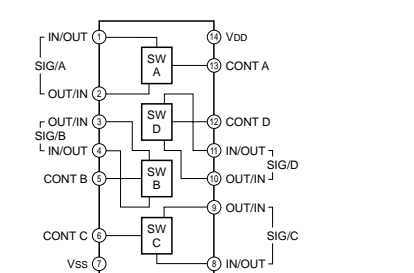 IN/OUT 1 14 VDD
SW A
13 CONT A
SIG/A
OUT/IN 2
OUT/IN 3 SW D 12 CONT D
SIG/B
IN/OUT 4 11 IN/OUT
SIG/D
CONT B 5 SW B 10 OUT/IN
9 OUT/IN
CONT C 6 SW C SIG/C
VSS 7 8 IN/OUT